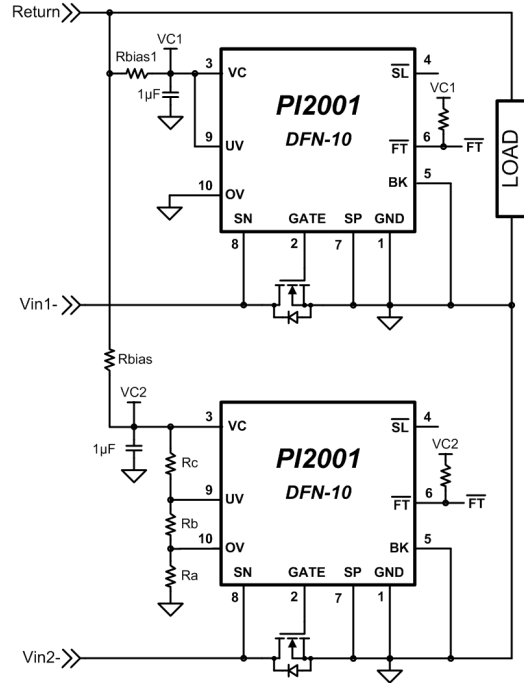 Return
Rbias1
VC1
1µF
3
VC
PI2001
DFN-10
SL
4
VC1
9
UV
FT
6
FT
10
OV
BK
5
SN
GATE
SP
GND
8
2
7
1
LOAD
Vin1-
Rbias
VC2
1µF
3
VC
PI2001
DFN-10
SL
4
VC2
Rc
9
UV
FT
6
FT
Rb
10
OV
BK
5
Ra
SN
GATE
SP
GND
8
2
7
1
Vin2-